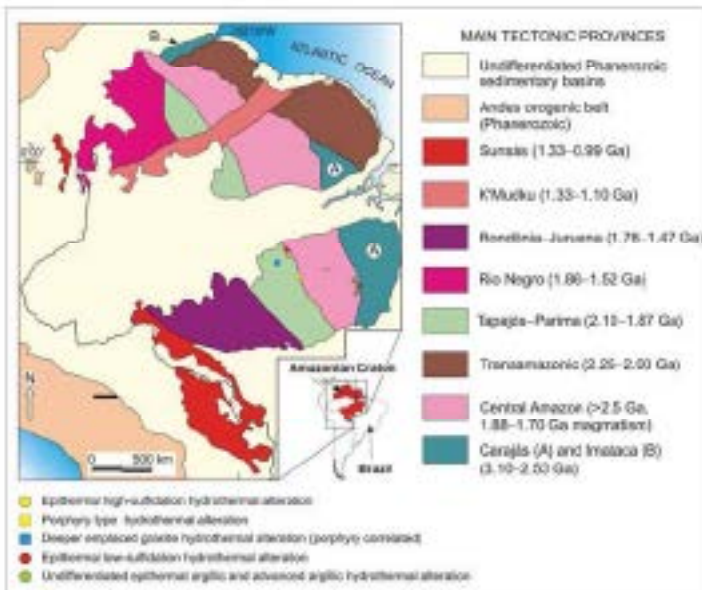 MAIN TECTONIC PROVINCES
Undifferentiated Phanerozoic
sedimentary basins
Andes orogenic belt
(Phanerozoic)
Sunsás (1.33–0.99 Ga)
K'Mudku (1.33–1.10 Ga)
Rondônia–Juruena (1.78–1.47 Ga)
Rio Negro (1.86–1.52 Ga)
Tapajós–Parima (2.10–1.87 Ga)
Transamazonic (2.25–2.00 Ga)
Central Amazon (>2.5 Ga,
1.88–1.70 Ga magmatism)
Carajás (A) and Imataca (B)
(3.10–2.53 Ga)
B
ATLANTIC OCEAN
A
A
N
0 500 km
Amazonian Craton
Brazil
Epithermal high-sulfidation hydrothermal alteration
Porphyry type hydrothermal alteration
Deeper emplaced granite hydrothermal alteration (porphyry correlated)
Epithermal low-sulfidation hydrothermal alteration
Undifferentiated epithermal argillic and advanced argillic hydrothermal alteration